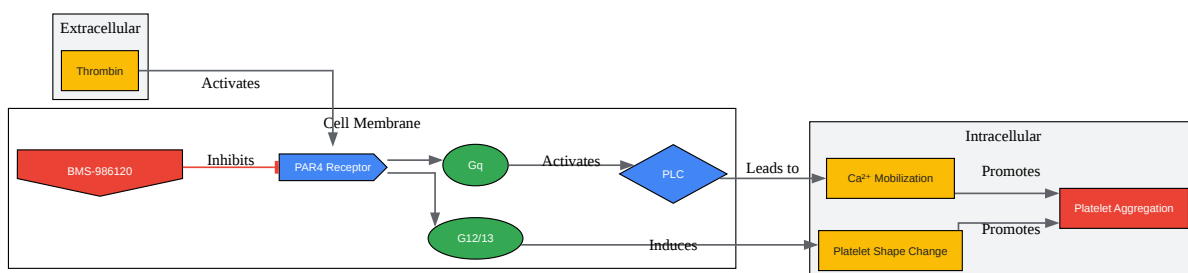 Extracellular
Thrombin
Activates
Cell Membrane
BMS-986120
Inhibits
PAR4 Receptor
Gq
Activates
PLC
G12/13
Leads to
Induces
Intracellular
Ca²⁺ Mobilization
Promotes
Platelet Aggregation
Platelet Shape Change
Promotes